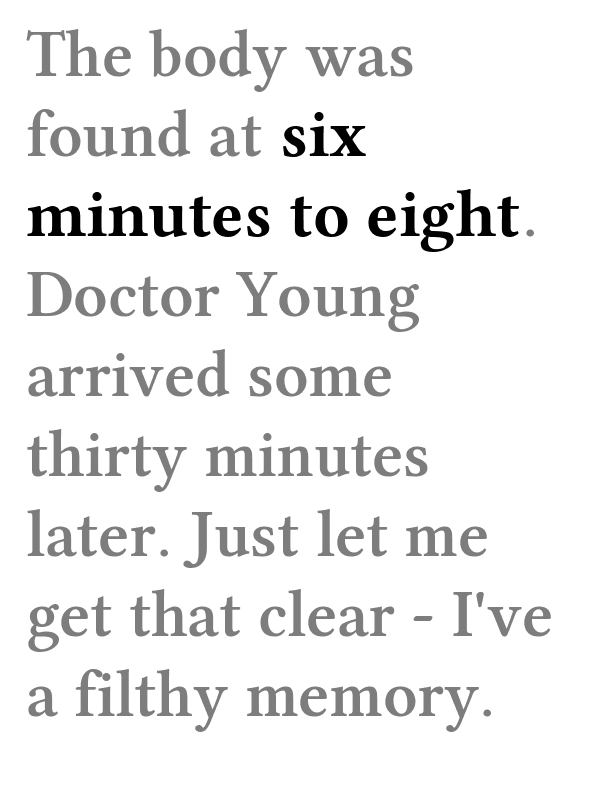 The body was
found at six
minutes to eight.
Doctor Young
arrived some
thirty minutes
later. Just let me
get that clear - I've
a filthy memory.